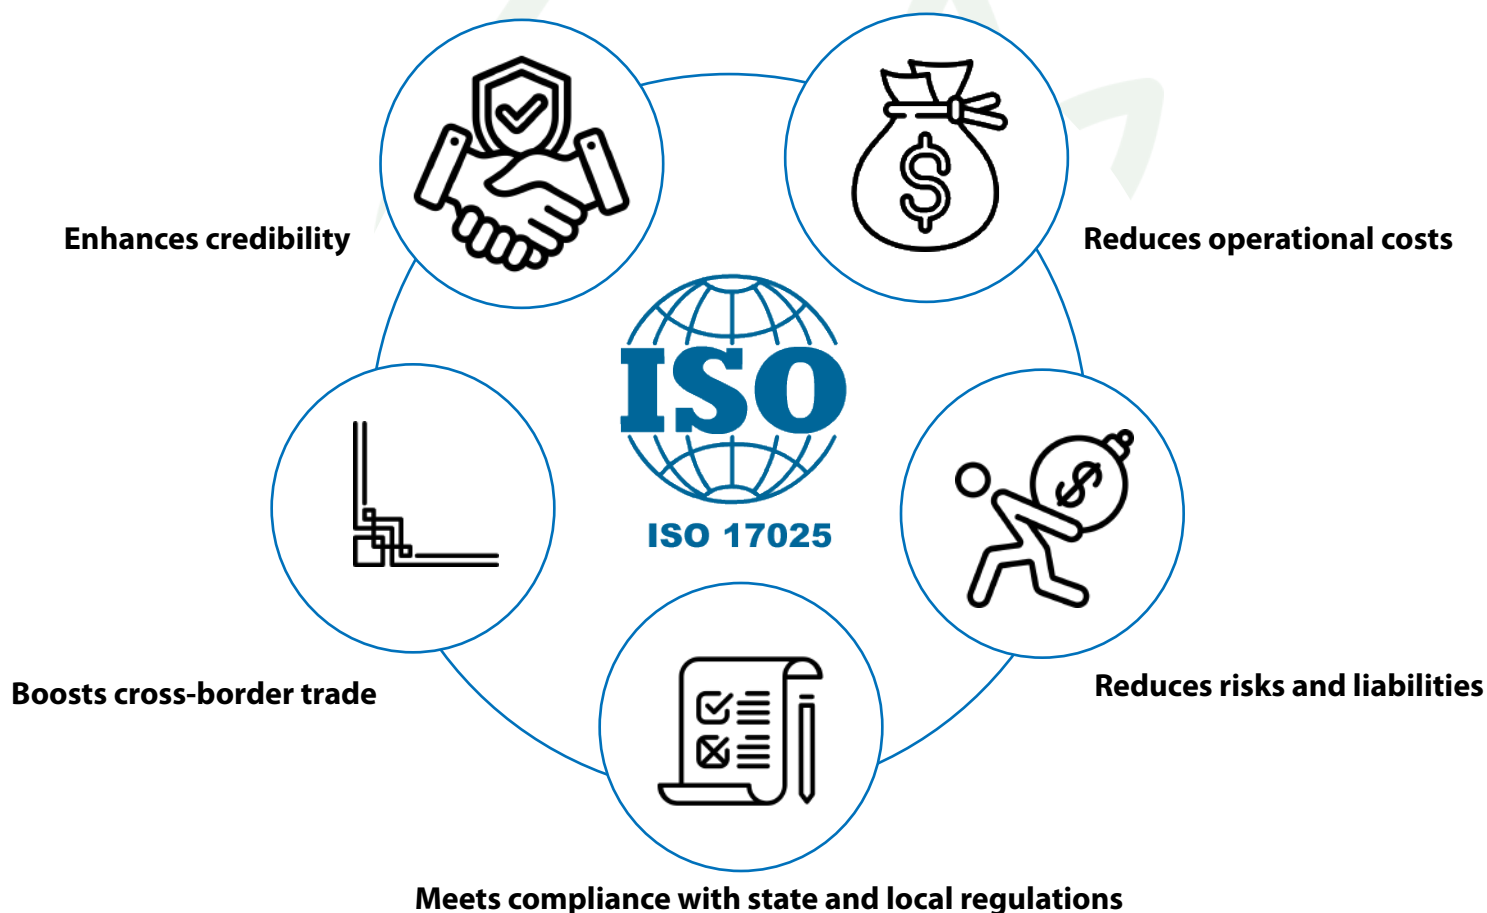 Enhances credibility
Reduces operational costs
ISO
ISO 17025
Boosts cross-border trade
Reduces risks and liabilities
Meets compliance with state and local regulations